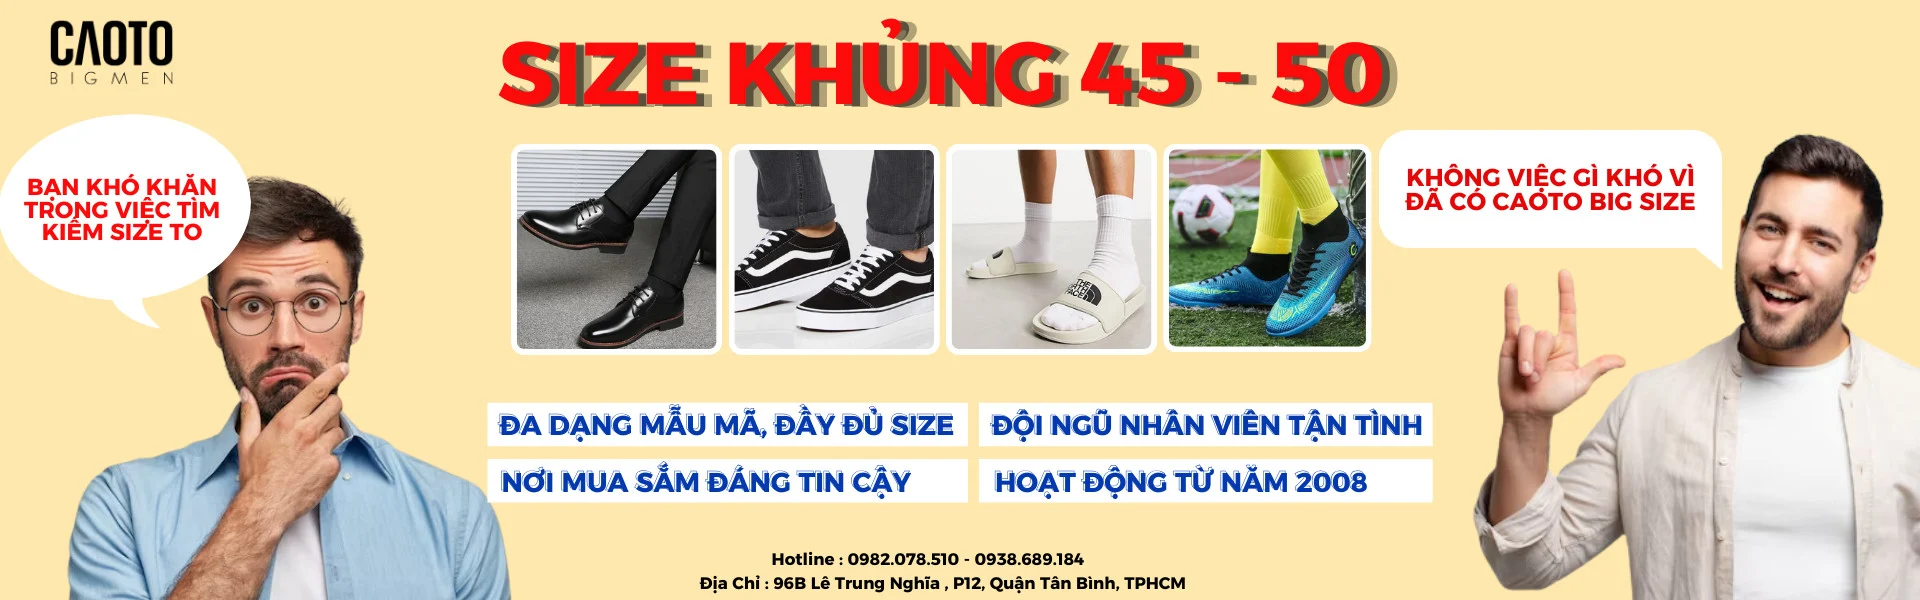 CAOTO
BIGMEN
SIZE KHỦNG 45 - 50
BẠN KHÓ KHĂN
TRONG VIỆC TÌM
KIẾM SIZE TO
KHÔNG VIỆC GÌ KHÓ VÌ
ĐÃ CÓ CAOTO BIG SIZE
THE
NORTH
FACE
ĐA DẠNG MẪU MÃ, ĐẦY ĐỦ SIZE
ĐỘI NGŨ NHÂN VIÊN TẬN TÌNH
NƠI MUA SẮM ĐÁNG TIN CẬY
HOẠT ĐỘNG TỪ NĂM 2008
Hotline : 0982.078.510 - 0938.689.184
Địa Chỉ : 96B Lê Trung Nghĩa , P12, Quận Tân Bình, TPHCM